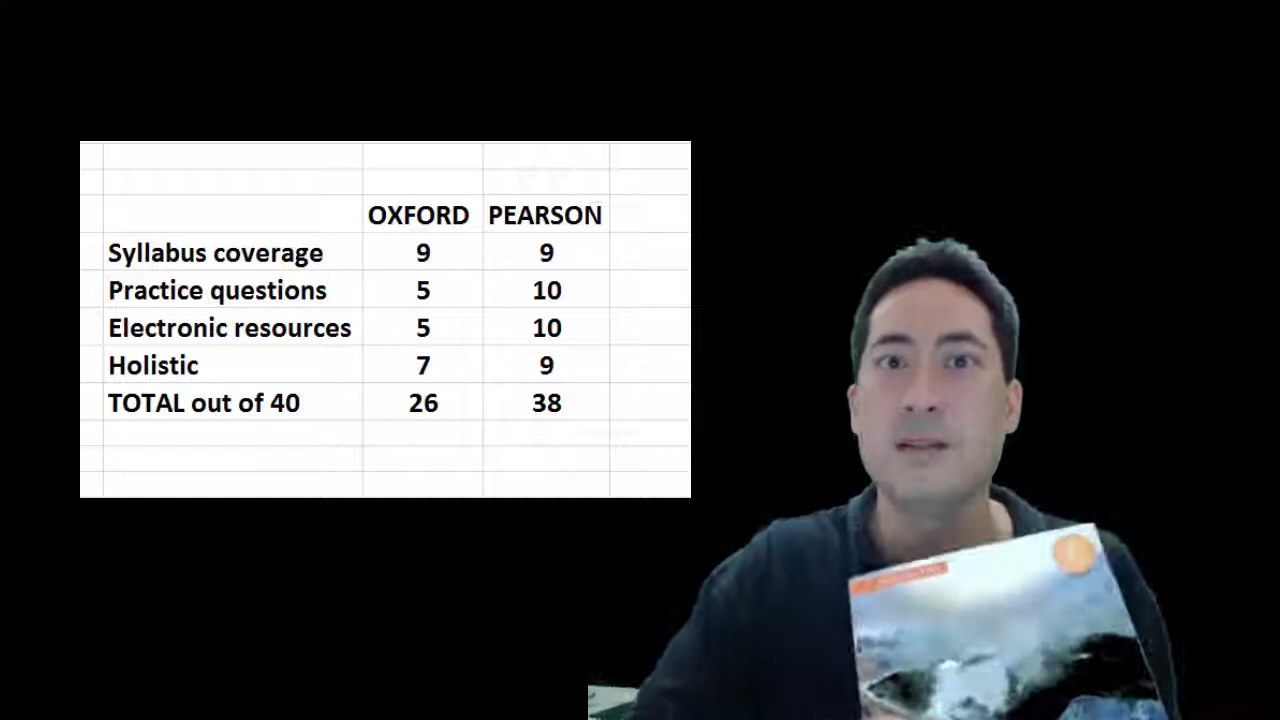 OXFORD PEARSON
Syllabus coverage 9 9
Practice questions 5 10
Electronic resources 5 10
Holistic 7 9
TOTAL out of 40 26 38